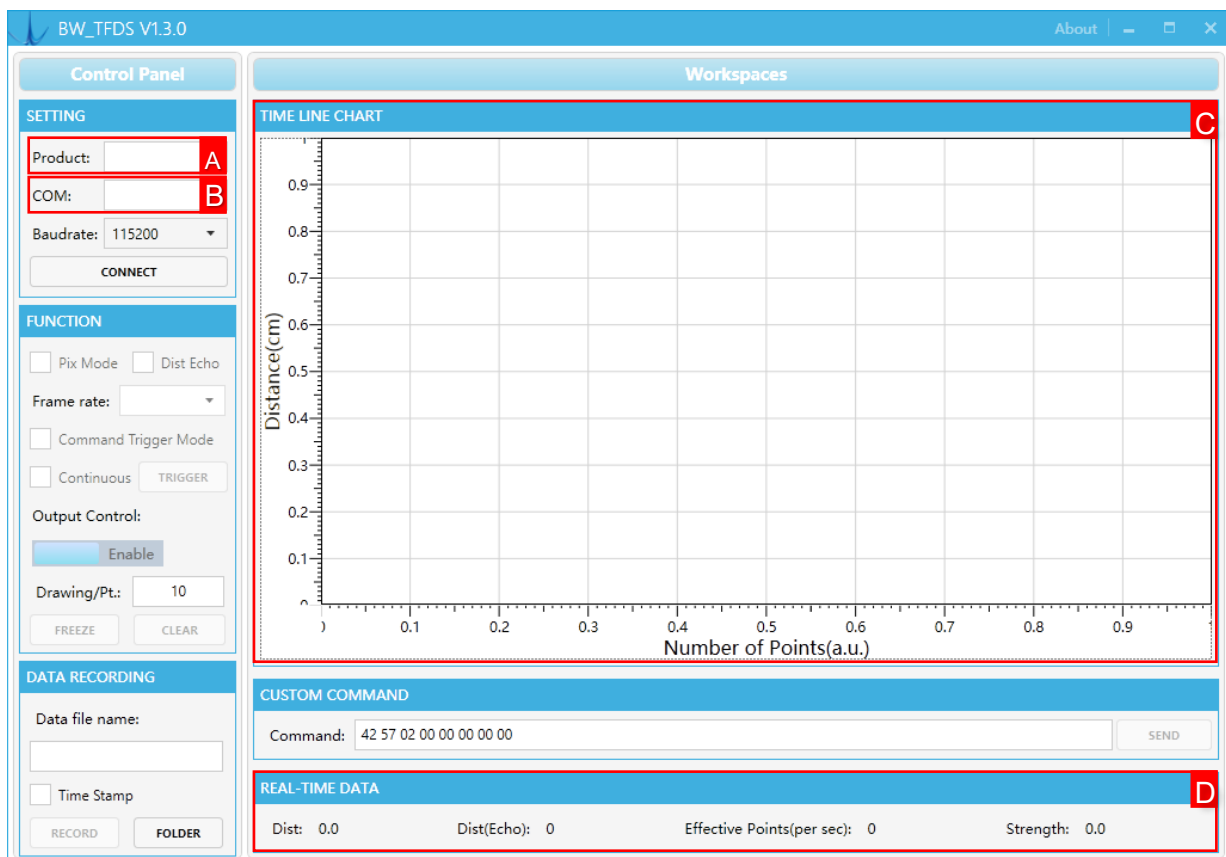 BW_TFDS V1.3.0
About
Control Panel
Workspaces
SETTING
Product:
A
COM:
B
Baudrate: 115200
CONNECT
FUNCTION
Pix Mode Dist Echo
Frame rate:
Command Trigger Mode
Continuous TRIGGER
Output Control:
Enable
Drawing/Pt.: 10
FREEZE CLEAR
DATA RECORDING
Data file name:
Time Stamp
RECORD FOLDER
TIME LINE CHART
C
Distance(cm)
0.9
0.8
0.7
0.6
0.5
0.4
0.3
0.2
0.1
0.1 0.2 0.3 0.4 0.5 0.6 0.7 0.8 0.9
Number of Points(a.u.)
CUSTOM COMMAND
Command: 42 57 02 00 00 00 00 00
SEND
REAL-TIME DATA
D
Dist: 0.0 Dist(Echo): 0 Effective Points(per sec): 0 Strength: 0.0